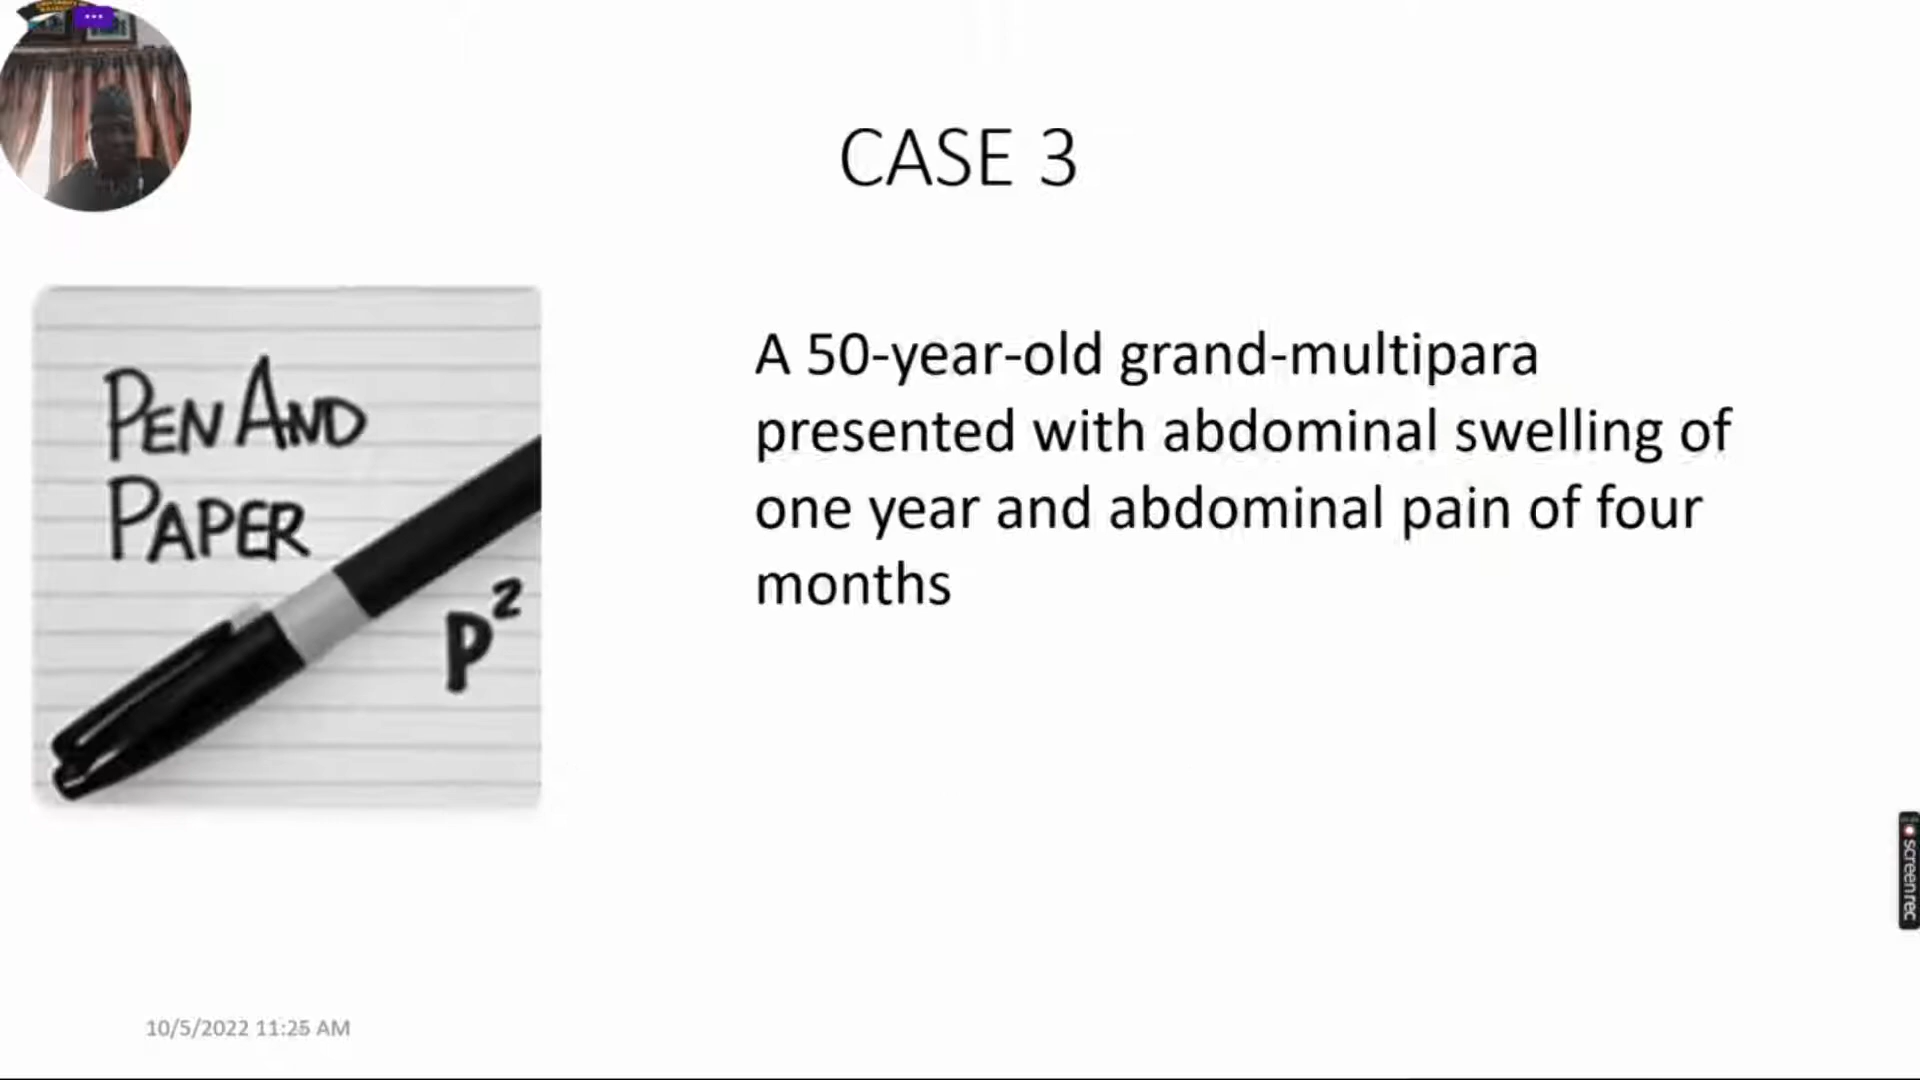 CASE 3
PEN AND
PAPER
P²
A 50-year-old grand-multipara
presented with abdominal swelling of
one year and abdominal pain of four
months
screenrec
10/5/2022 11:25 AM